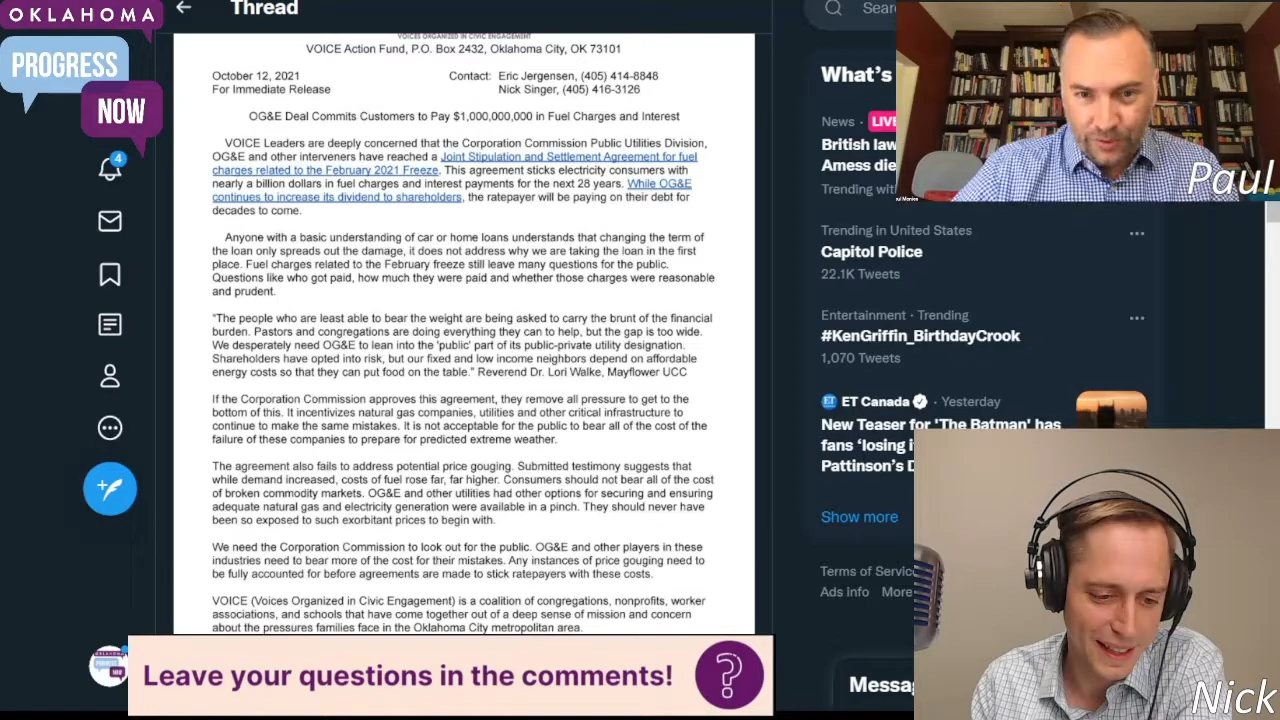 OKLAHOMA
PROGRESS
NOW
4
Thread
VOICES ORGANIZED IN CIVIC ENGAGEMENT
VOICE Action Fund, P.O. Box 2432, Oklahoma City, OK 73101
October 12, 2021
Contact: Eric Jergensen, (405) 414-8848
For Immediate Release
Nick Singer, (405) 416-3126
OG&E Deal Commits Customers to Pay $1,000,000,000 in Fuel Charges and Interest
VOICE Leaders are deeply concerned that the Corporation Commission Public Utilities Division,
OG&E and other interveners have reached a Joint Stipulation and Settlement Agreement for fuel
charges related to the February 2021 Freeze. This agreement sticks electricity consumers with
nearly a billion dollars in fuel charges and interest payments for the next 28 years. While OG&E
continues to increase its dividend to shareholders, the ratepayer will be paying on their debt for
decades to come.
Anyone with a basic understanding of car or home loans understands that changing the term of
the loan only spreads out the damage, it does not address why we are taking the loan in the first
place. Fuel charges related to the February freeze still leave many questions for the public.
Questions like who got paid, how much they were paid and whether those charges were reasonable
and prudent.
“The people who are least able to bear the weight are being asked to carry the brunt of the financial
burden. Pastors and congregations are doing everything they can to help, but the gap is too wide.
We desperately need OG&E to lean into the 'public' part of its public-private utility designation.
Shareholders have opted into risk, but our fixed and low income neighbors depend on affordable
energy costs so that they can put food on the table.” Reverend Dr. Lori Walke, Mayflower UCC
If the Corporation Commission approves this agreement, they remove all pressure to get to the
bottom of this. It incentivizes natural gas companies, utilities and other critical infrastructure to
continue to make the same mistakes. It is not acceptable for the public to bear all of the cost of the
failure of these companies to prepare for predicted extreme weather.
The agreement also fails to address potential price gouging. Submitted testimony suggests that
while demand increased, costs of fuel rose far, far higher. Consumers should not bear all of the cost
of broken commodity markets. OG&E and other utilities had other options for securing and ensuring
adequate natural gas and electricity generation were available in a pinch. They should never have
been so exposed to such exorbitant prices to begin with.
We need the Corporation Commission to look out for the public. OG&E and other players in these
industries need to bear more of the cost for their mistakes. Any instances of price gouging need to
be fully accounted for before agreements are made to stick ratepayers with these costs.
VOICE (Voices Organized in Civic Engagement) is a coalition of congregations, nonprofits, worker
associations, and schools that have come together out of a deep sense of mission and concern
about the pressures families face in the Oklahoma City metropolitan area.
Leave your questions in the comments!
?
Sear
What's
News · LIVE
British law
Amess die
Trending with
Trending in United States
Capitol Police
22.1K Tweets
Entertainment · Trending
#KenGriffin_BirthdayCrook
1,070 Tweets
ET Canada · Yesterday
New Teaser for 'The Batman' has
fans ‘losing i
Pattinson's D
Show more
Terms of Servic
Ads Info More
Messa
Paul
Nick